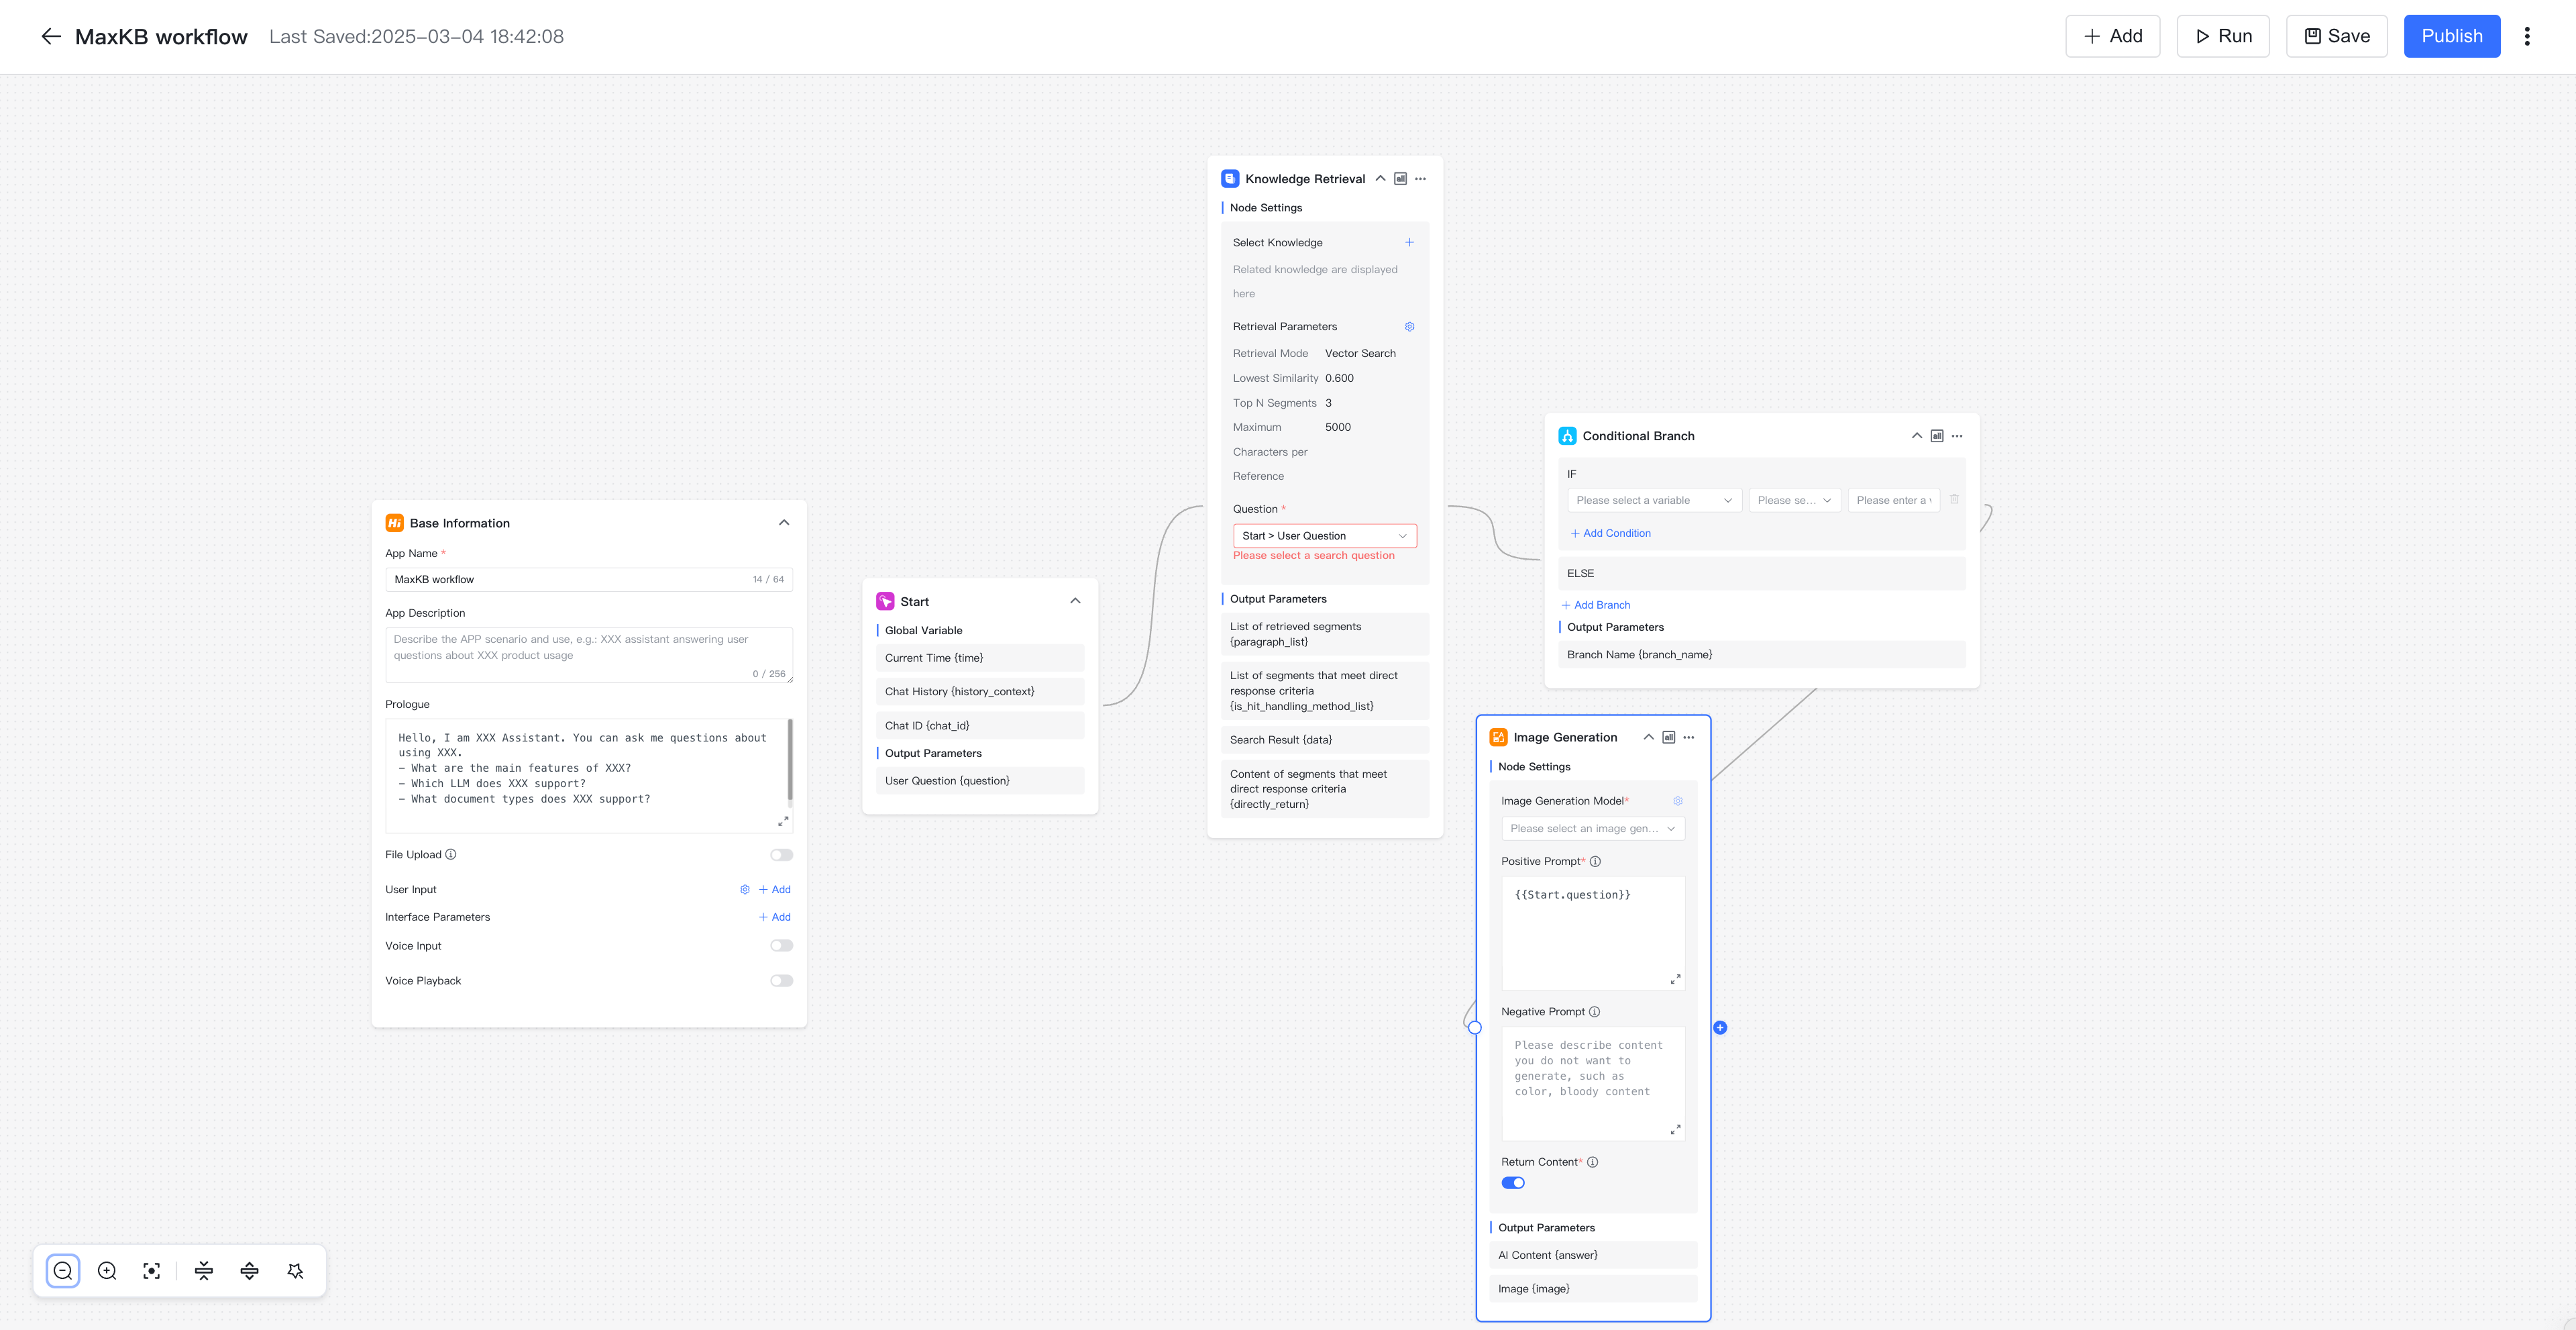 MaxKB workflow
Last Saved:2025-03-04 18:42:08
Add
Run
Save
Publish
Base Information
App Name *
MaxKB workflow
14 / 64
App Description
Describe the APP scenario and use, e.g.: XXX assistant answering user
questions about XXX product usage
0 / 256
Prologue
Hello, I am XXX Assistant. You can ask me questions about
using XXX.
- What are the main features of XXX?
- Which LLM does XXX support?
- What document types does XXX support?
File Upload
User Input
Add
Interface Parameters
Add
Voice Input
Voice Playback
Start
Global Variable
Current Time {time}
Chat History {history_context}
Chat ID {chat_id}
Output Parameters
User Question {question}
Knowledge Retrieval
Node Settings
Select Knowledge
Related knowledge are displayed
here
Retrieval Parameters
Retrieval Mode Vector Search
Lowest Similarity 0.600
Top N Segments 3
Maximum 5000
Characters per
Reference
Question *
Start > User Question
Please select a search question
Output Parameters
List of retrieved segments
{paragraph_list}
List of segments that meet direct
response criteria
{is_hit_handling_method_list}
Search Result {data}
Content of segments that meet
direct response criteria
{directly_return}
Conditional Branch
IF
Please select a variable
Please se...
Please enter a
Add Condition
ELSE
Add Branch
Output Parameters
Branch Name {branch_name}
Image Generation
Node Settings
Image Generation Model*
Please select an image gen...
Positive Prompt*
{{Start.question}}
Negative Prompt
Please describe content
you do not want to
generate, such as
color, bloody content
Return Content*
Output Parameters
AI Content {answer}
Image {image}